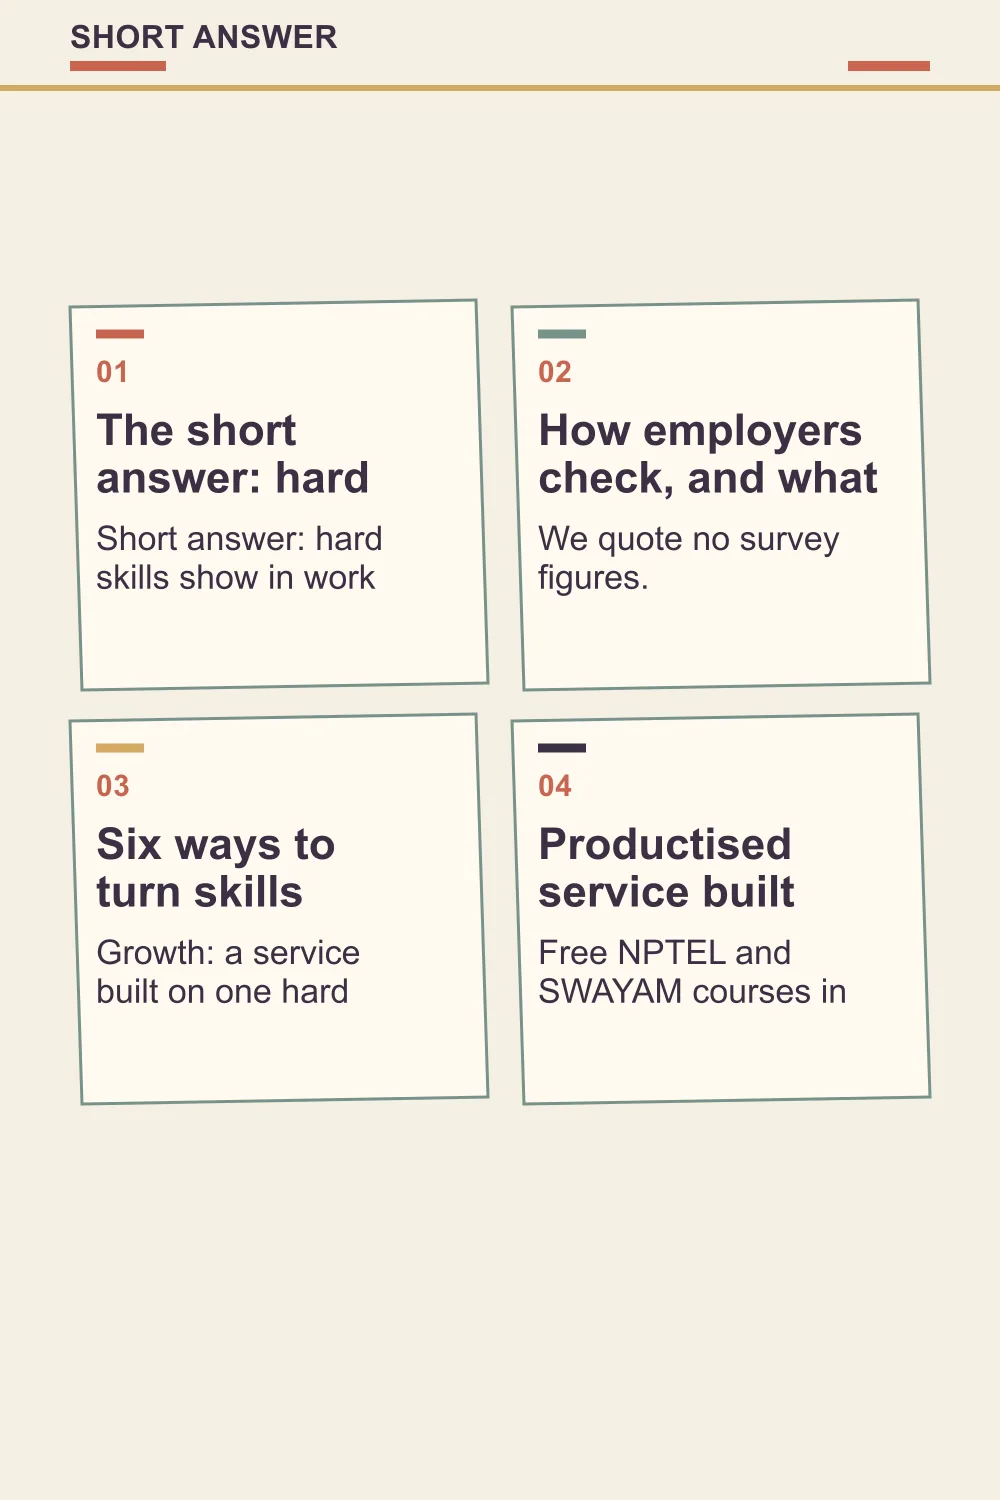 SHORT ANSWER
01
The short
answer: hard
Short answer: hard
skills show in work
02
How employers
check, and what
We quote no survey
figures.
03
Six ways to
turn skills
Growth: a service
built on one hard
04
Productised
service built
Free NPTEL and
SWAYAM courses in